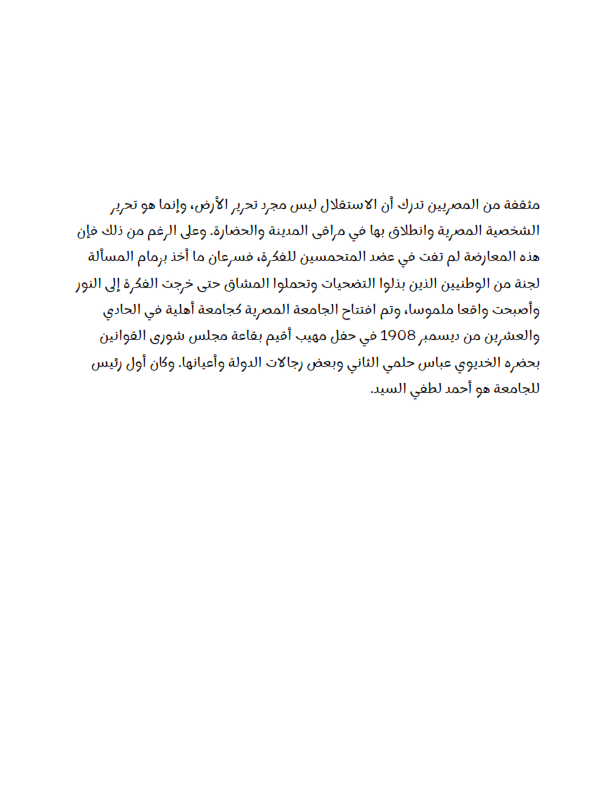 مثقفة من المصريين تدرك أن الاستقلال ليس مجرد تحرير الأرض، وإنما هو تحرير
الشخصية المصرية وانطلاق بها في مراقى المدينة والحضارة. وعلى الرغم من ذلك فإن
هذه المعارضة لم تفت في عضد المتحمسين للفكرة، فسرعان ما أخذ بزمام المسألة
لجنة من الوطنيين الذين بذلوا التضحيات وتحملوا المشاق حتى خرجت الفكرة إلى النور
وأصبحت واقعا ملموسا، وتم افتتاح الجامعة المصرية كجامعة أهلية في الحادي
والعشرين من ديسمبر 1908 في حفل مهيب أقيم بقاعة مجلس شورى القوانين
بحضره الخديوي عباس حلمي الثاني وبعض رجالات الدولة وأعيانها. وكان أول رئيس
للجامعة هو أحمد لطفي السيد.